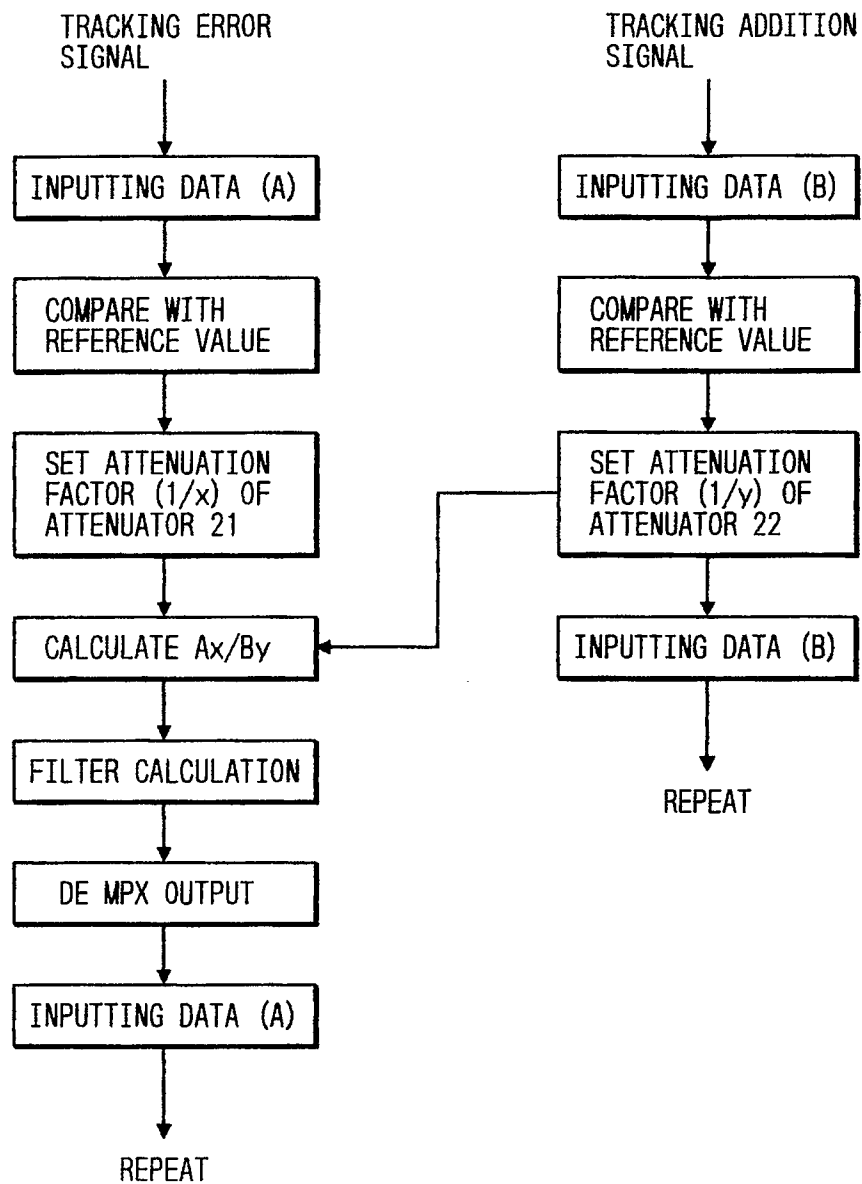 TRACKING ERROR
SIGNAL
INPUTTING DATA (A)
COMPARE WITH
REFERENCE VALUE
SET ATTENUATION
FACTOR (1/x) OF
ATTENUATOR 21
CALCULATE Ax/By
FILTER CALCULATION
DE MPX OUTPUT
INPUTTING DATA (A)
REPEAT
TRACKING ADDITION
SIGNAL
INPUTTING DATA (B)
COMPARE WITH
REFERENCE VALUE
SET ATTENUATION
FACTOR (1/y) OF
ATTENUATOR 22
INPUTTING DATA (B)
REPEAT